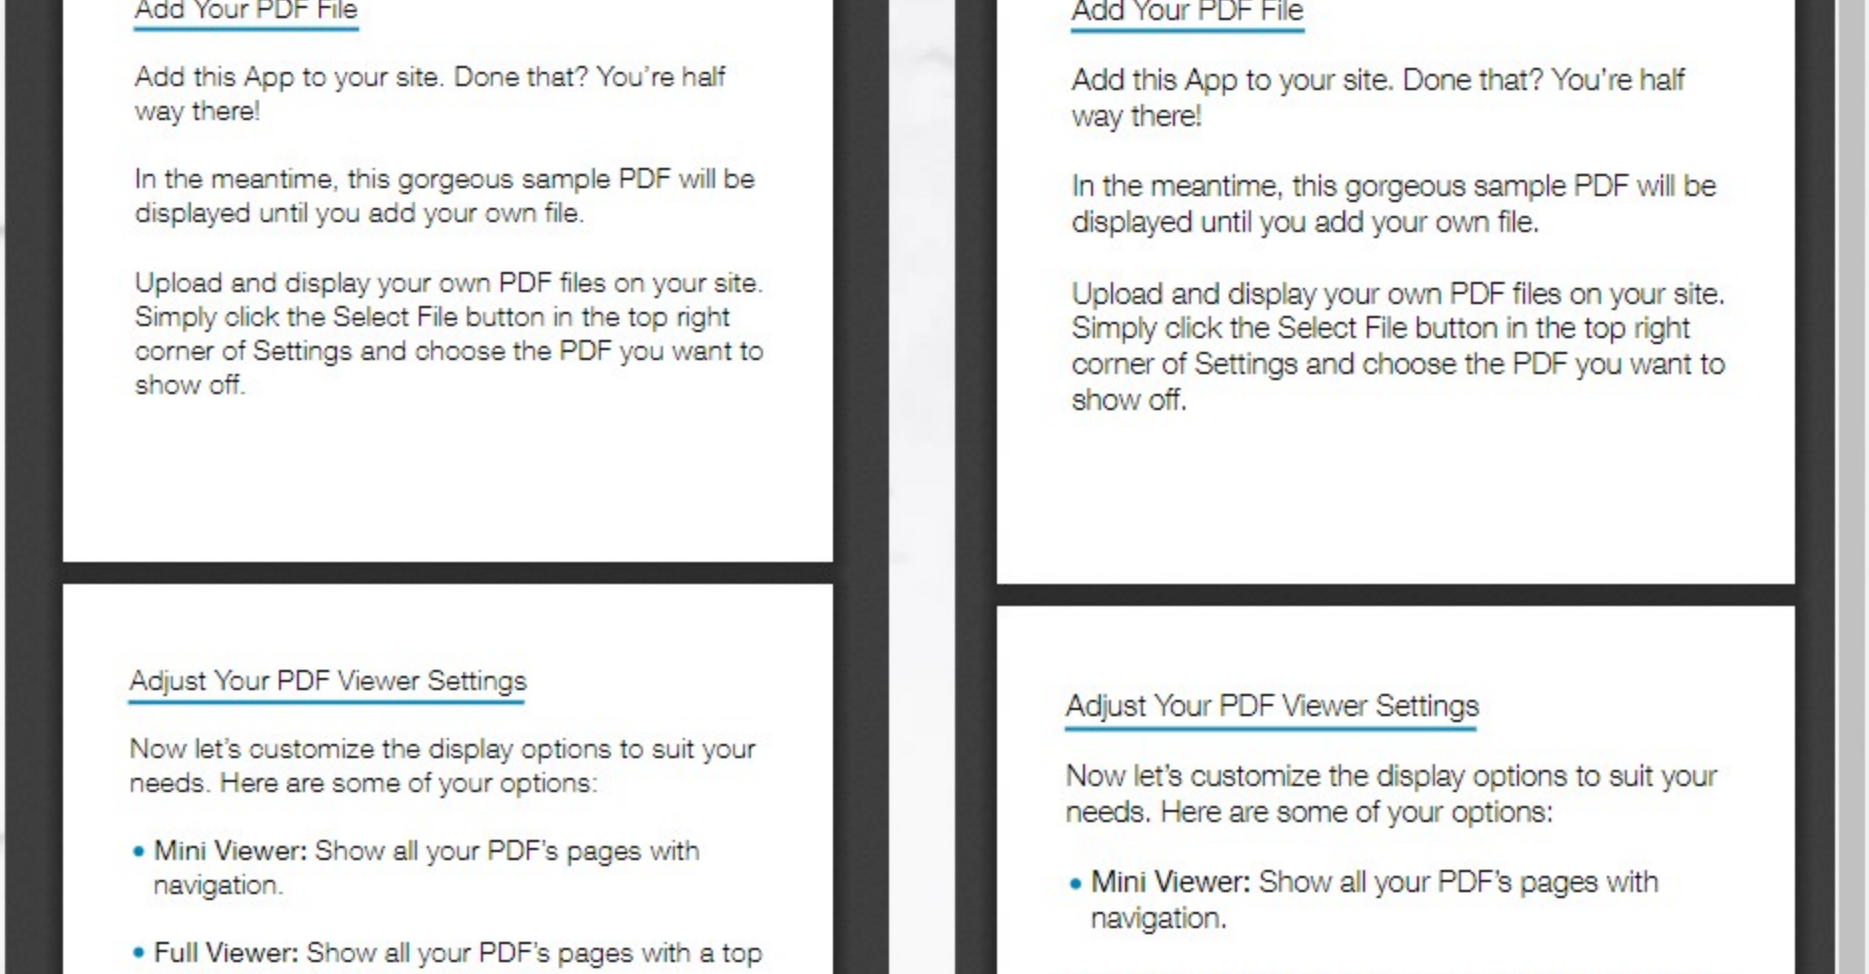 Add Your PDF File
Add this App to your site. Done that? You’re half
way there!
In the meantime, this gorgeous sample PDF will be
displayed until you add your own file.
Upload and display your own PDF files on your site.
Simply click the Select File button in the top right
corner of Settings and choose the PDF you want to
show off.
Adjust Your PDF Viewer Settings
Now let’s customize the display options to suit your
needs. Here are some of your options:
• Mini Viewer: Show all your PDF’s pages with
navigation.
• Full Viewer: Show all your PDF’s pages with a top
Add Your PDF File
Add this App to your site. Done that? You’re half
way there!
In the meantime, this gorgeous sample PDF will be
displayed until you add your own file.
Upload and display your own PDF files on your site.
Simply click the Select File button in the top right
corner of Settings and choose the PDF you want to
show off.
Adjust Your PDF Viewer Settings
Now let’s customize the display options to suit your
needs. Here are some of your options:
• Mini Viewer: Show all your PDF’s pages with
navigation.